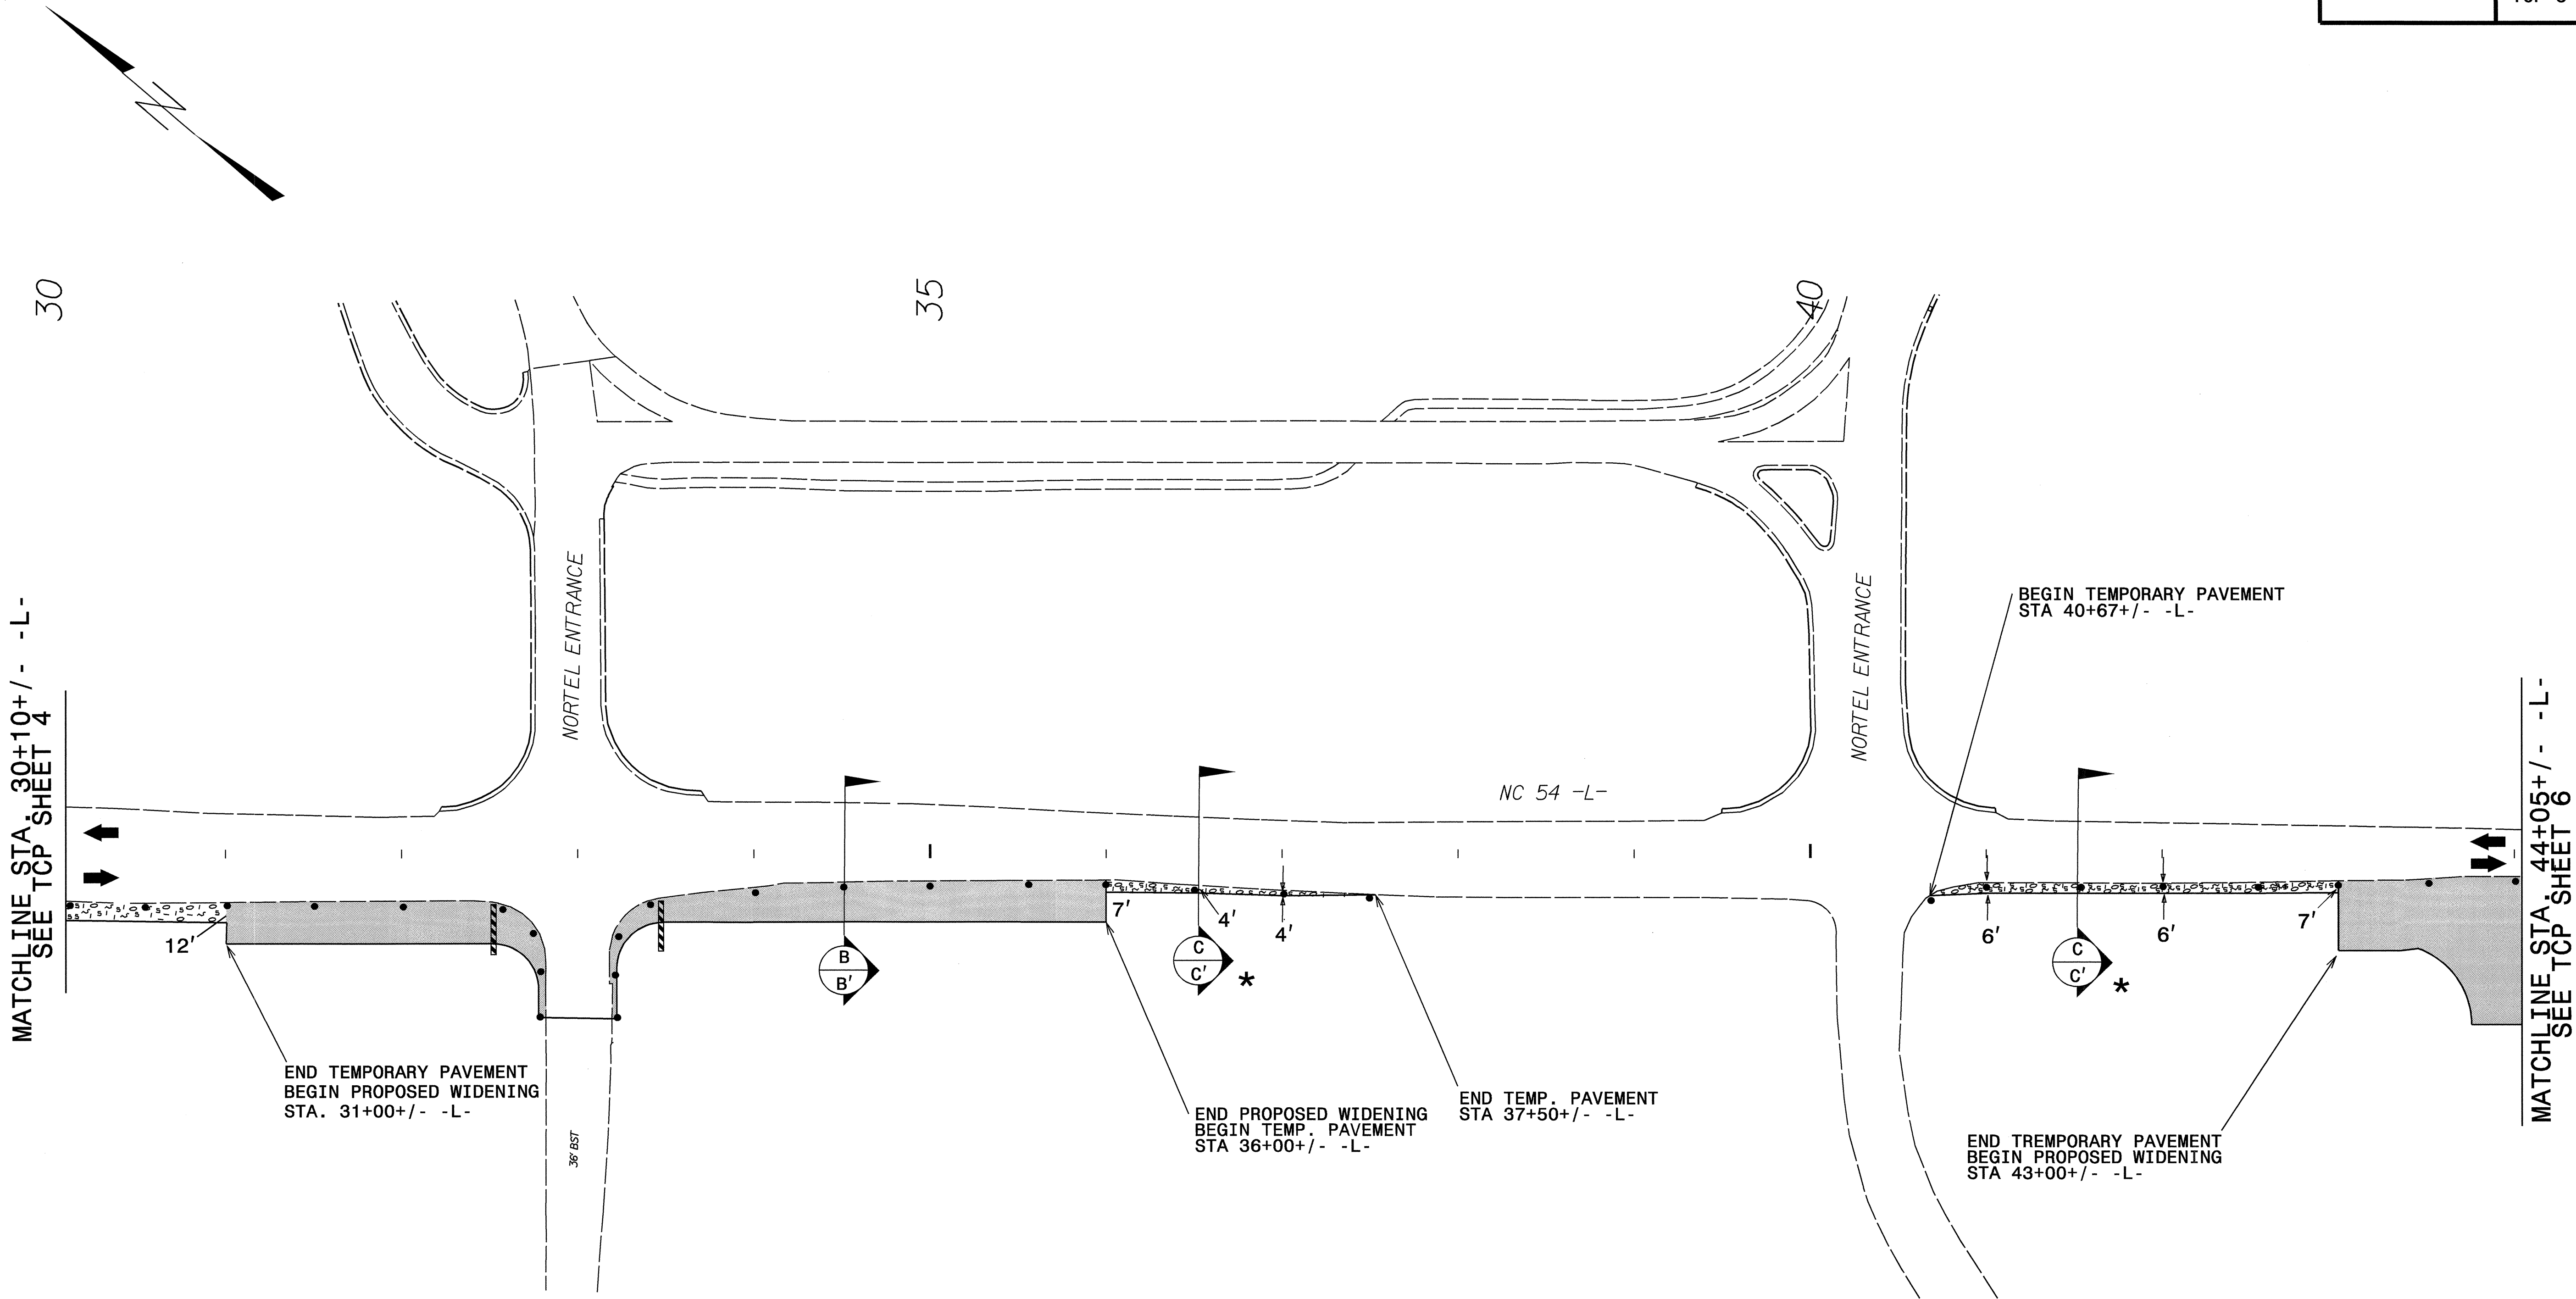 N
30
35
40
MATCHLINE STA. 30+10+/- -L-
SEE TCP SHEET 4
NORTEL ENTRANCE
NORTEL ENTRANCE
BEGIN TEMPORARY PAVEMENT
STA 40+67+/- -L-
NC 54 -L-
MATCHLINE STA. 44+05+/- -L-
SEE TCP SHEET 6
12'
7'
4'
4'
6'
6'
7'
B
B'
C
C'
*
C
C'
*
END TEMPORARY PAVEMENT
BEGIN PROPOSED WIDENING
STA. 31+00+/- -L-
36' BST
END PROPOSED WIDENING
BEGIN TEMP. PAVEMENT
STA 36+00+/- -L-
END TEMP. PAVEMENT
STA 37+50+/- -L-
END TREMPORARY PAVEMENT
BEGIN PROPOSED WIDENING
STA 43+00+/- -L-